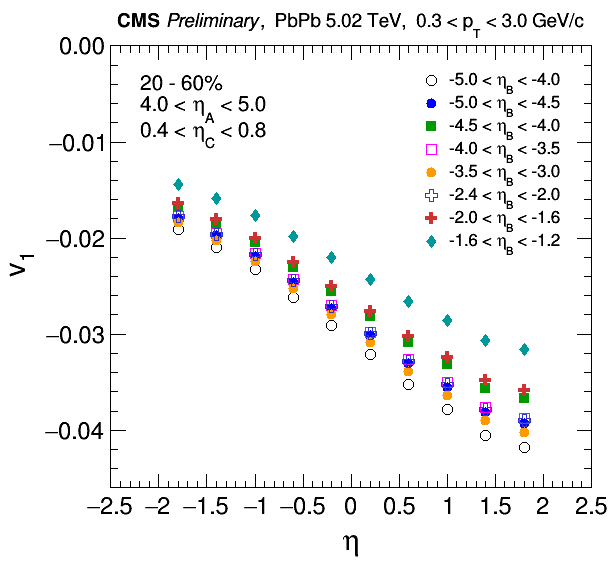 CMS Preliminary, PbPb 5.02 TeV, 0.3 < p_T < 3.0 GeV/c
0.00
20 - 60%
4.0 < η_A < 5.0
0.4 < η_C < 0.8
-5.0 < η_B < -4.0
-5.0 < η_B < -4.5
-4.5 < η_B < -4.0
-4.0 < η_B < -3.5
-3.5 < η_B < -3.0
-2.4 < η_B < -2.0
-2.0 < η_B < -1.6
-1.6 < η_B < -1.2
−0.01
−0.02
v_1
−0.03
−0.04
−2.5 −2 −1.5 −1 −0.5 0 0.5 1 1.5 2 2.5
η